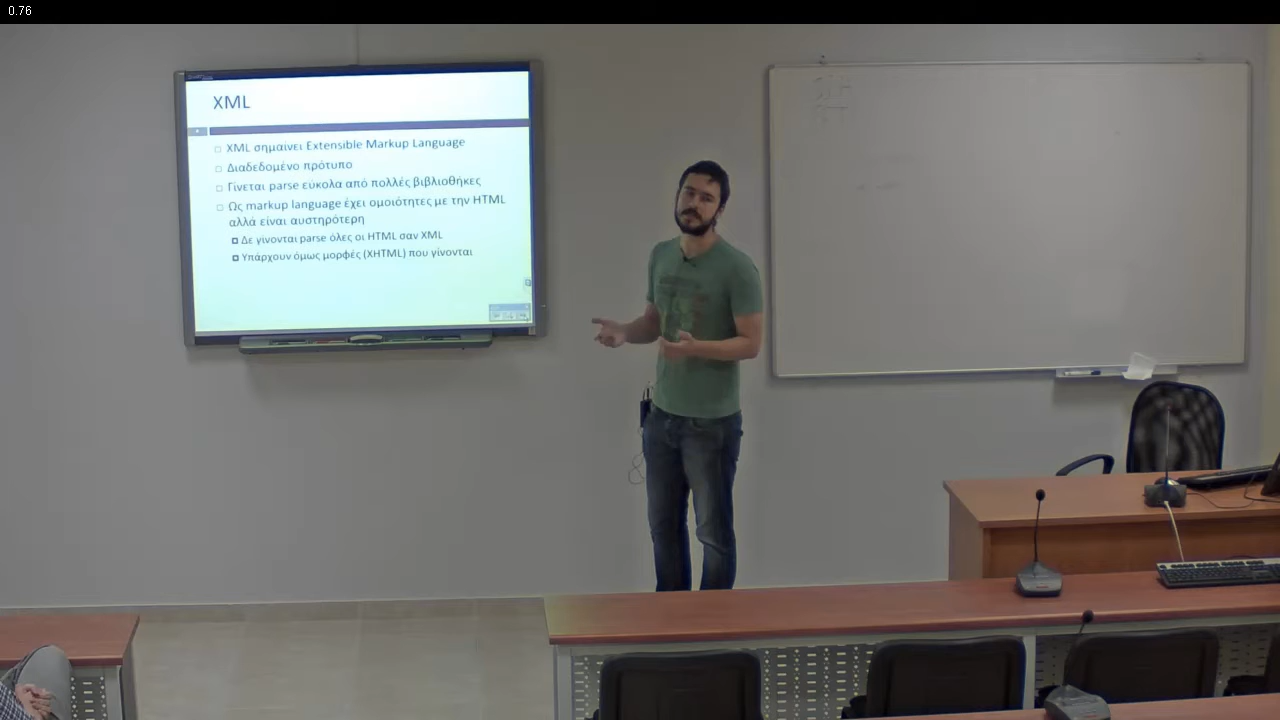 0.76
XML
XML σημαίνει Extensible Markup Language
Διαδεδομένο πρότυπο
Γίνεται parse εύκολα από πολλές βιβλιοθήκες
Ως markup language έχει ομοιότητες με την HTML
αλλά είναι αυστηρότερη
Δε γίνονται parse όλες οι HTML σαν XML
Υπάρχουν όμως μορφές (XHTML) που γίνονται